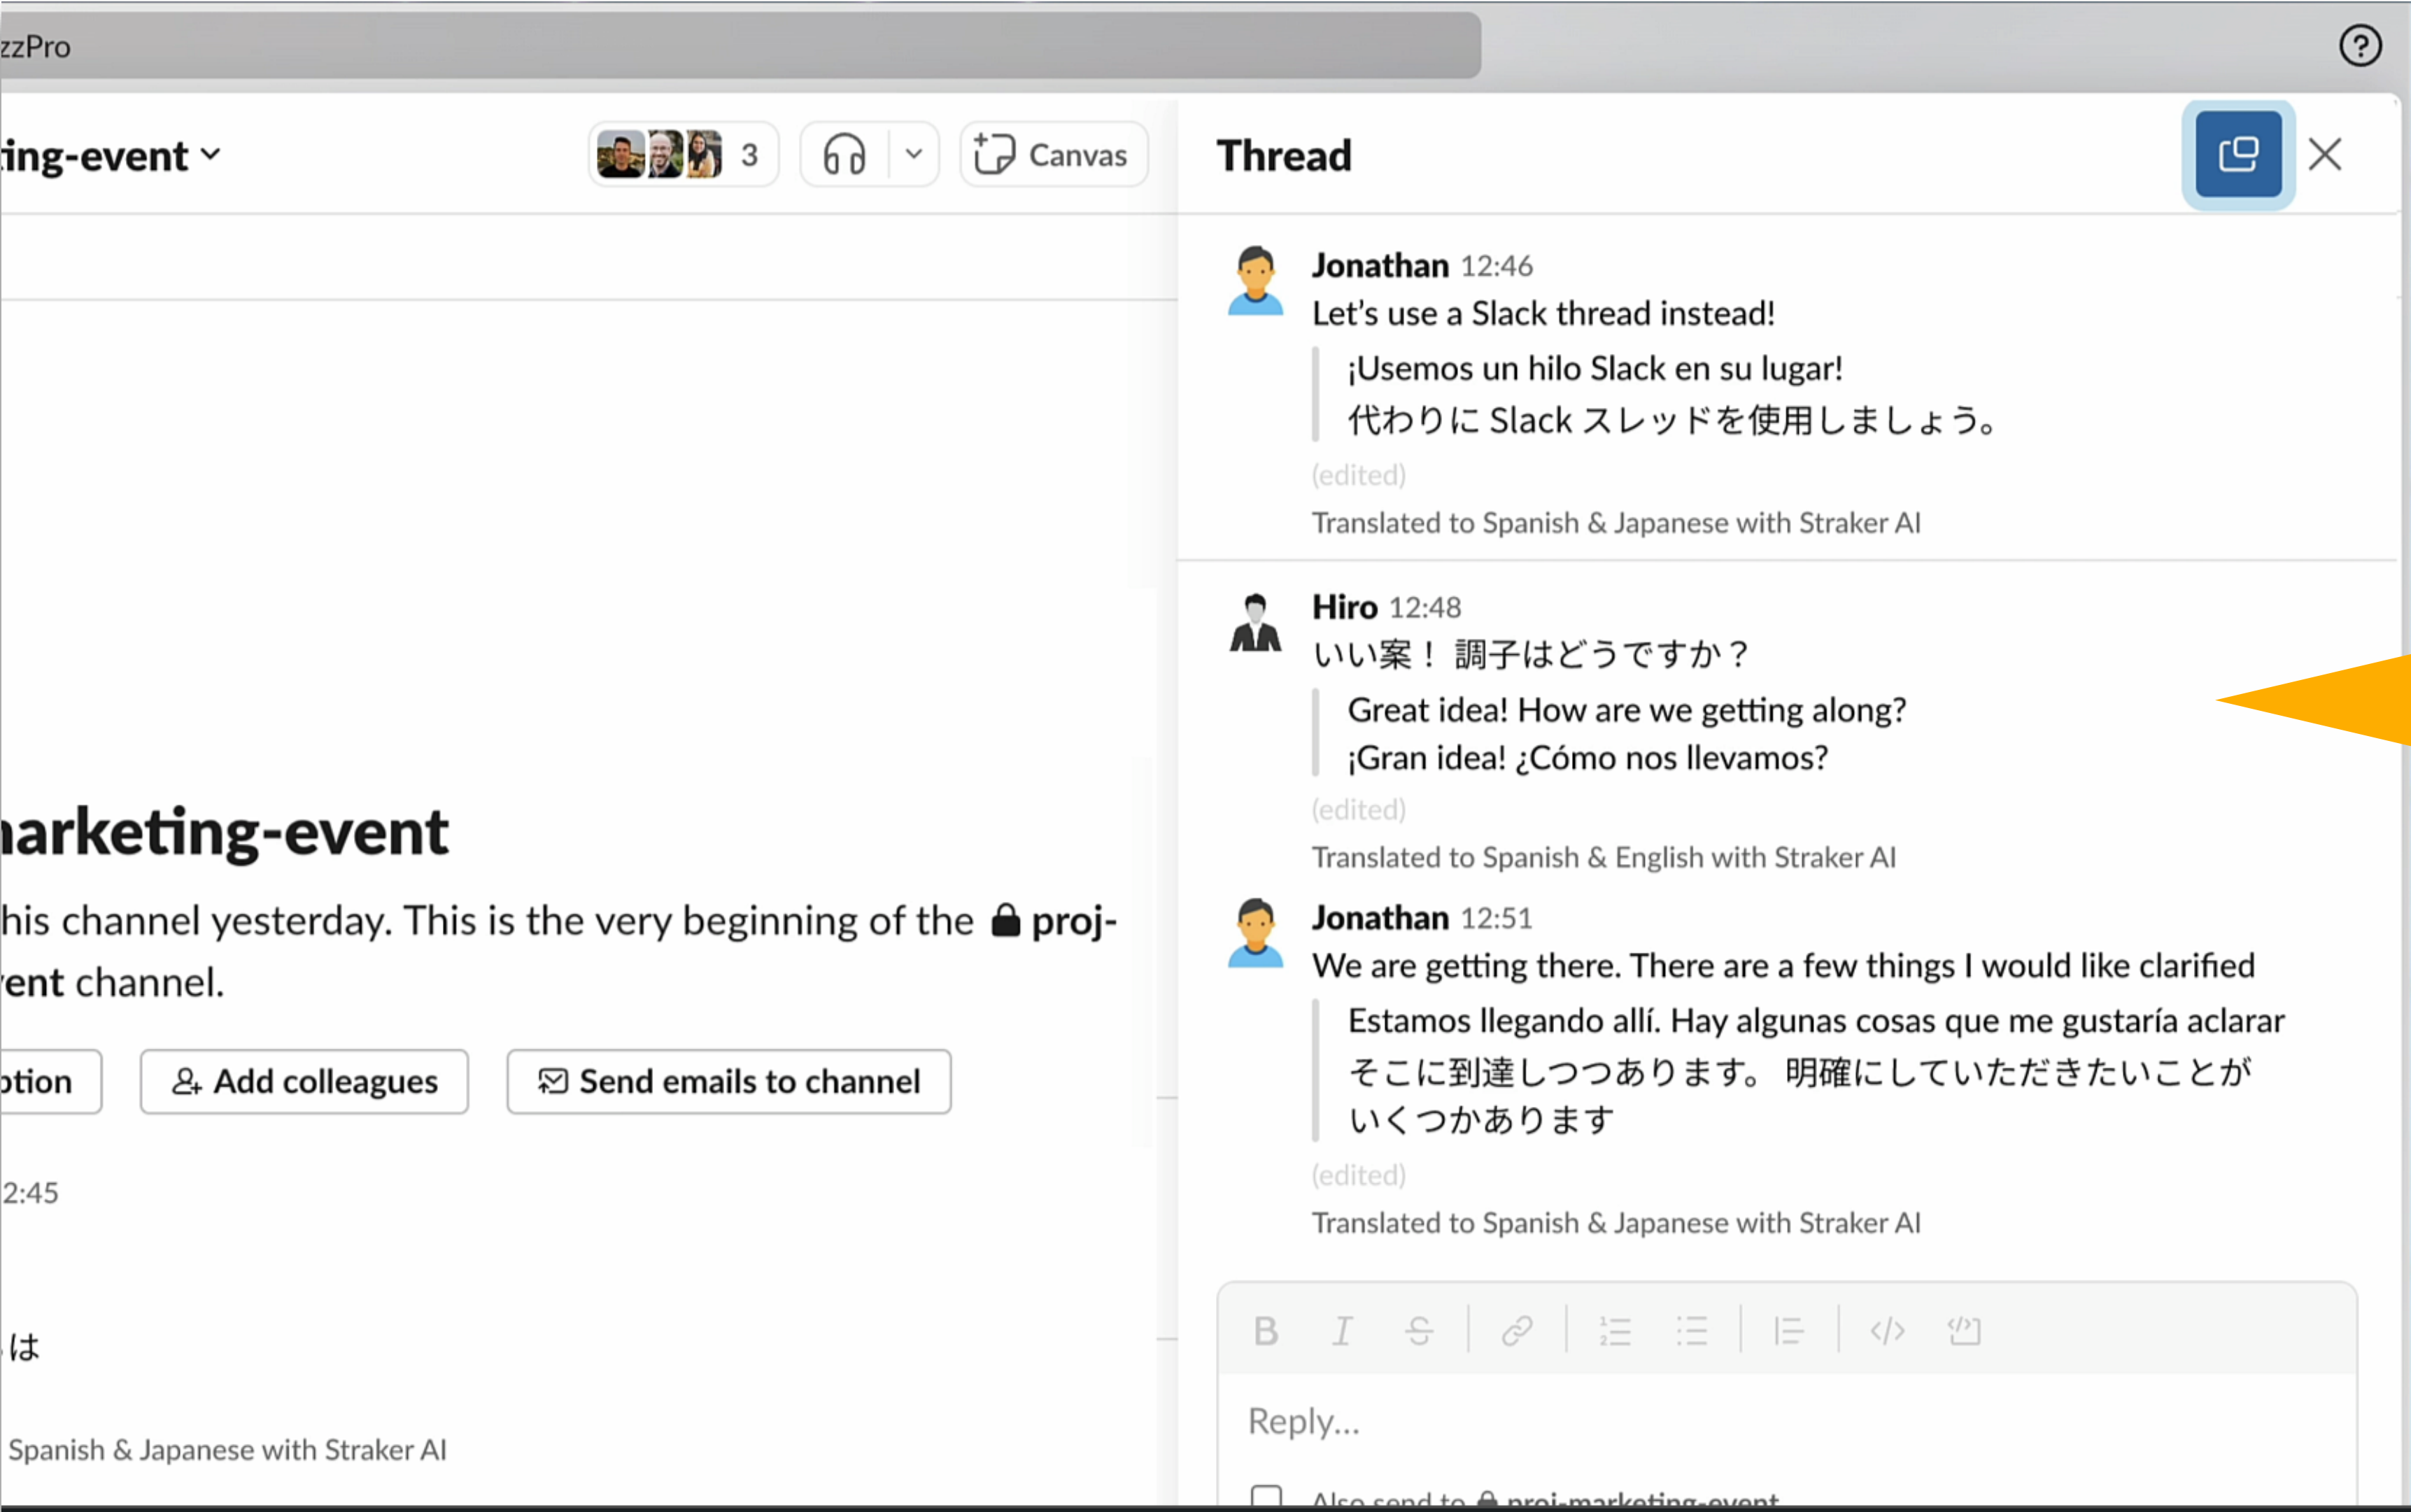 zzPro
ing-event
3
Canvas
arketing-event
his channel yesterday. This is the very beginning of the proj-
ent channel.
ption
Add colleagues
Send emails to channel
2:45
は
Spanish & Japanese with Straker AI
Thread
Jonathan 12:46
Let’s use a Slack thread instead!
¡Usemos un hilo Slack en su lugar!
代わりに Slack スレッドを使用しましょう。
(edited)
Translated to Spanish & Japanese with Straker AI
Hiro 12:48
いい案！ 調子はどうですか？
Great idea! How are we getting along?
¡Gran idea! ¿Cómo nos llevamos?
(edited)
Translated to Spanish & English with Straker AI
Jonathan 12:51
We are getting there. There are a few things I would like clarified
Estamos llegando allí. Hay algunas cosas que me gustaría aclarar
そこに到達しつつあります。 明確にしていただきたいことが
いくつかあります
(edited)
Translated to Spanish & Japanese with Straker AI
Reply...
Also send to proj-marketing-event